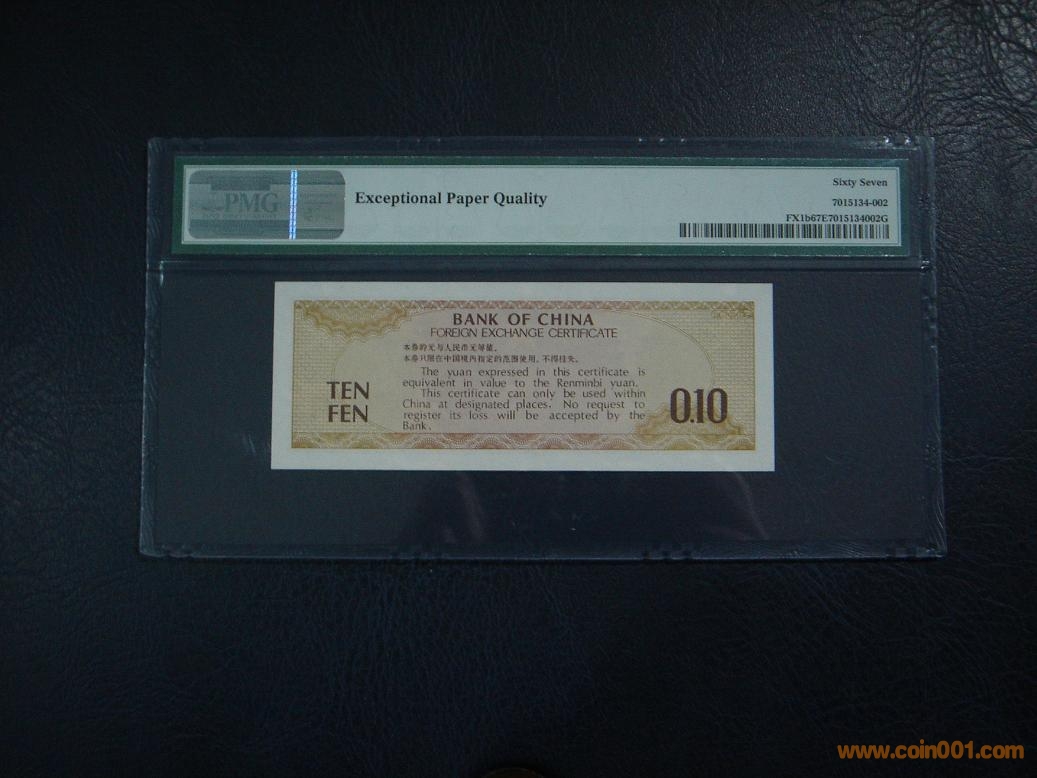 PMG
Exceptional Paper Quality
Sixty Seven
7015134-002
FX1b67E7015134002G
BANK OF CHINA
FOREIGN EXCHANGE CERTIFICATE
本券的元与人民币元等值。
本券只限在中国境内指定的范围使用,不得挂失。
The yuan expressed in this certificate is
equivalent in value to the Renminbi yuan.
This certificate can only be used within
China at designated places. No request to
register its loss will be accepted by the
Bank.
TEN
FEN
0.10
www.coin001.com